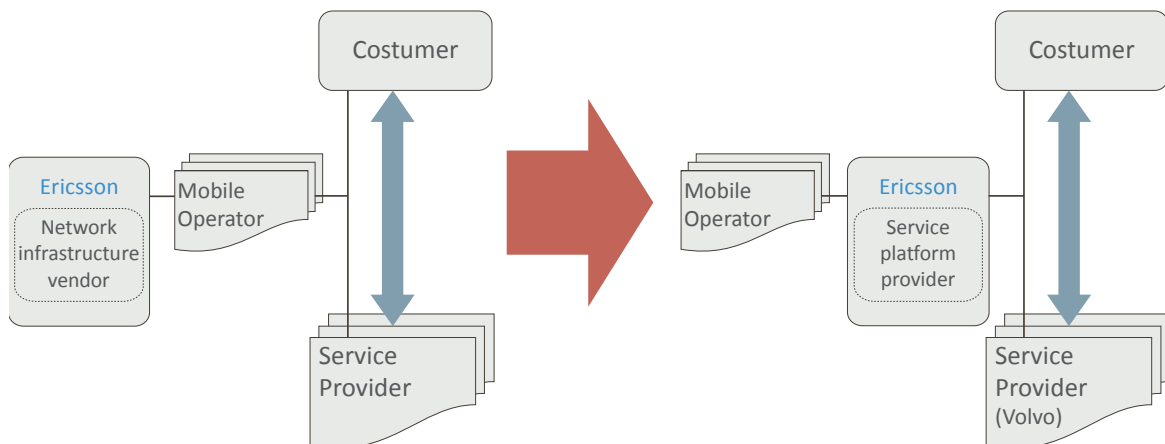 Costumer
Ericsson
Network
infrastructure
vendor
Mobile
Operator
Service
Provider
Costumer
Mobile
Operator
Ericsson
Service
platform
provider
Service
Provider
(Volvo)